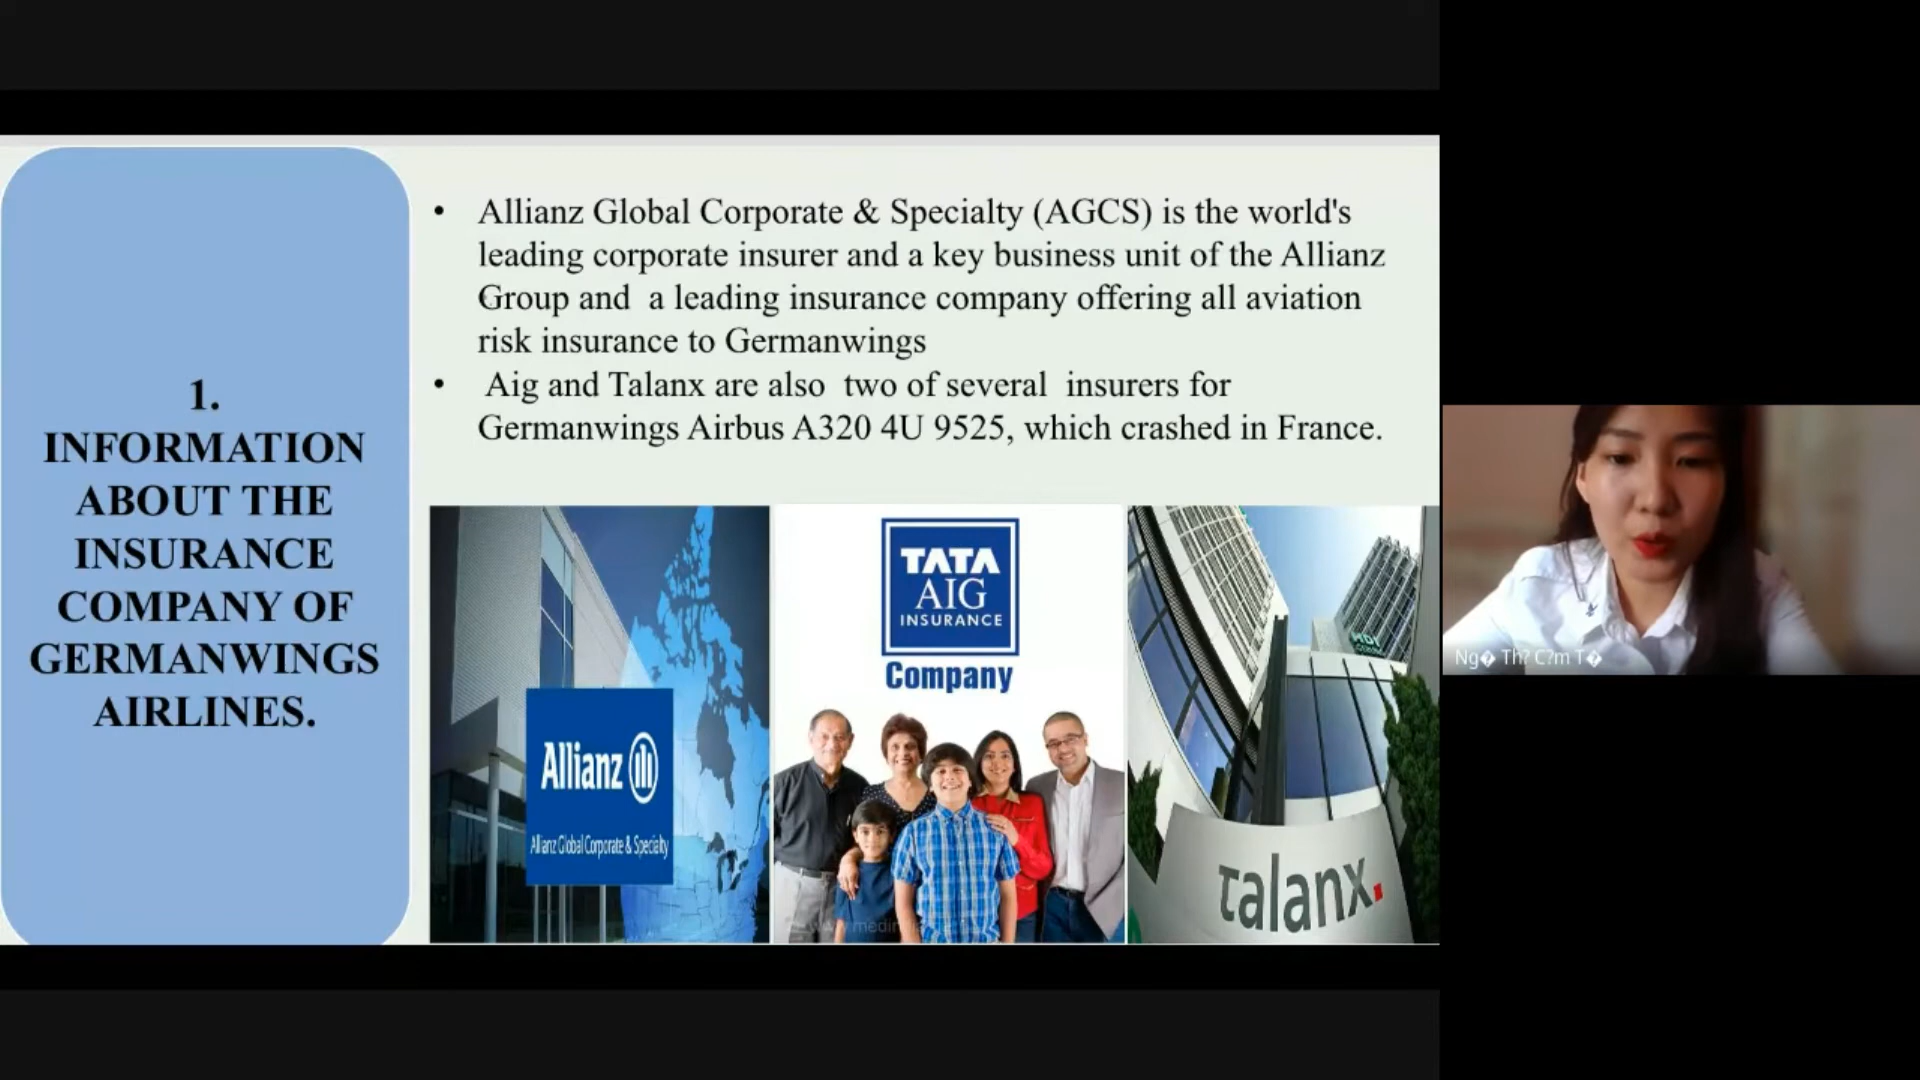 1.
INFORMATION
ABOUT THE
INSURANCE
COMPANY OF
GERMANWINGS
AIRLINES.
• Allianz Global Corporate & Specialty (AGCS) is the world's
leading corporate insurer and a key business unit of the Allianz
Group and a leading insurance company offering all aviation
risk insurance to Germanwings
• Aig and Talanx are also two of several insurers for
Germanwings Airbus A320 4U 9525, which crashed in France.
Allianz
Allianz Global Corporate & Specialty
TATA
AIG
INSURANCE
Company
HDI
talanx.
Ng� Th? C?m T�